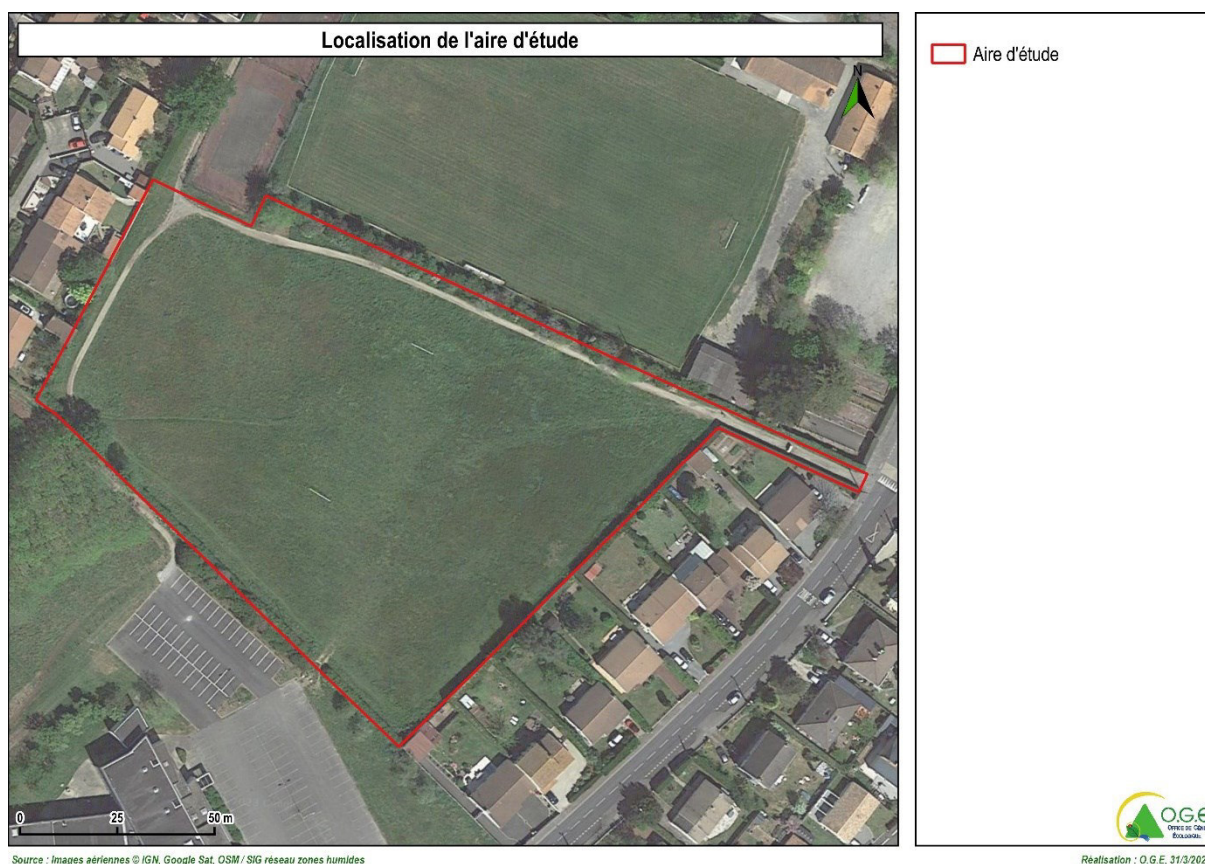 Localisation de l'aire d'étude
Aire d'étude
N
0 25 50 m
O.G.E
Source : Images aériennes © IGN, Google Sat, OSM / SIG réseau zones humides
Réalisation : O.G.E. 31/3/202